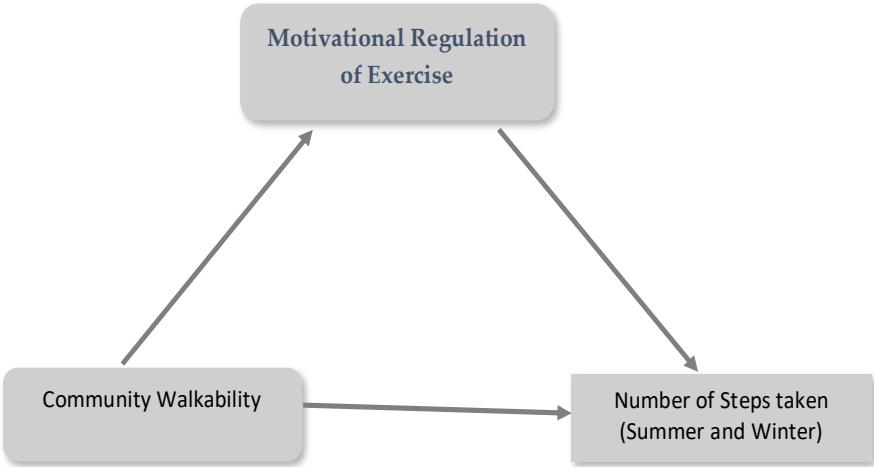 Motivational Regulation
of Exercise
Community Walkability
Number of Steps taken
(Summer and Winter)